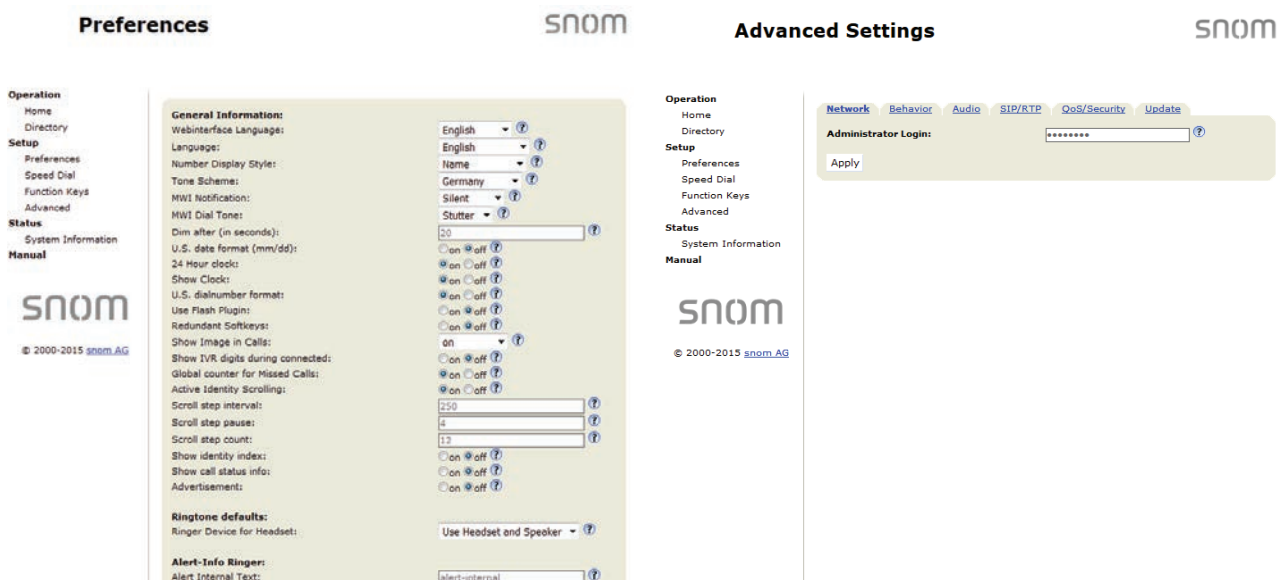 Preferences
snom
Operation
Home
Directory
Setup
Preferences
Speed Dial
Function Keys
Advanced
Status
System Information
Manual
snom
© 2000-2015 snom AG
General Information:
Webinterface Language: English ?
Language: English ?
Number Display Style: Name ?
Tone Scheme: Germany ?
MWI Notification: Silent ?
MWI Dial Tone: Stutter ?
Dim after (in seconds): 20 ?
U.S. date format (mm/dd): on off ?
24 Hour clock: on off ?
Show Clock: on off ?
U.S. dialnumber format: on off ?
Use Flash Plugin: on off ?
Redundant Softkeys: on off ?
Show Image in Calls: on ?
Show IVR digits during connected: on off ?
Global counter for Missed Calls: on off ?
Active Identity Scrolling: on off ?
Scroll step interval: 250 ?
Scroll step pause: 4 ?
Scroll step count: 12 ?
Show identity index: on off ?
Show call status info: on off ?
Advertisement: on off ?
Ringtone defaults:
Ringer Device for Headset: Use Headset and Speaker ?
Alert-Info Ringer:
Alert Internal Text: alert-internal ?
Advanced Settings
snom
Operation
Home
Directory
Setup
Preferences
Speed Dial
Function Keys
Advanced
Status
System Information
Manual
snom
© 2000-2015 snom AG
Network Behavior Audio SIP/RTP QoS/Security Update
Administrator Login: •••••••• ?
Apply